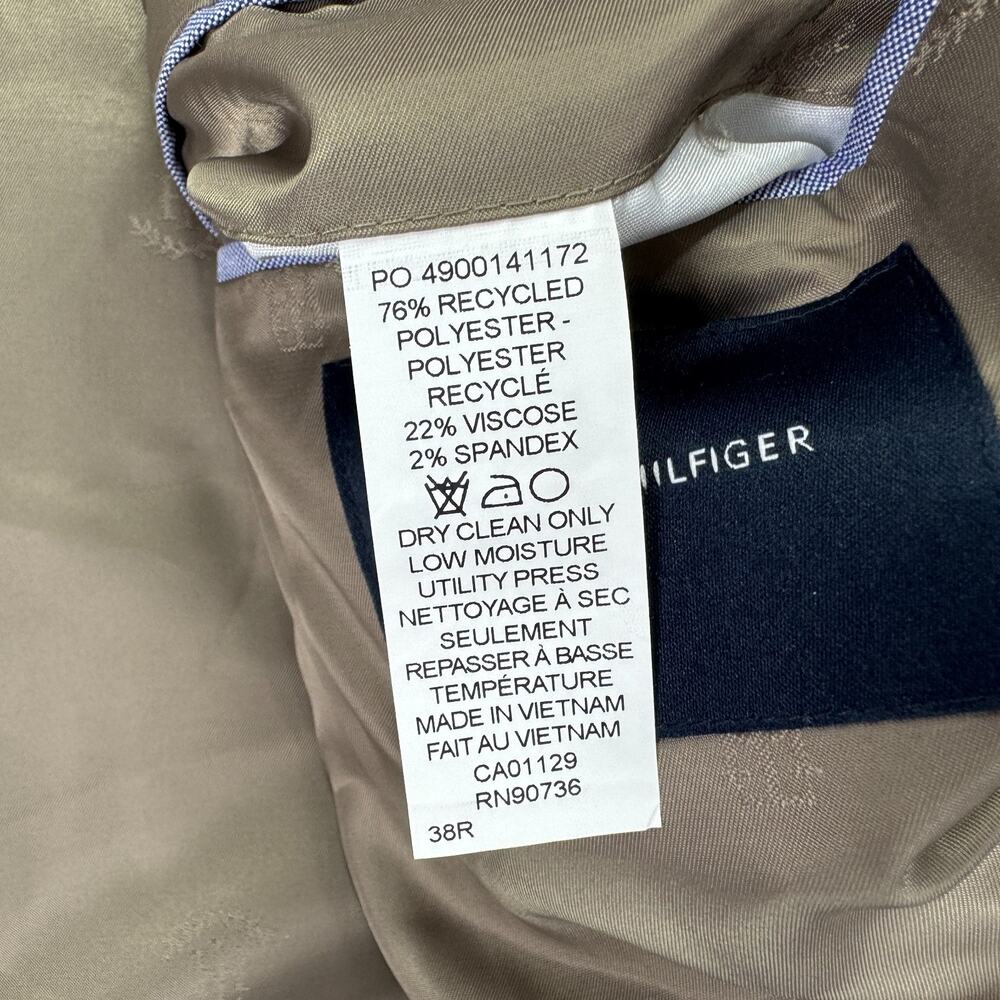 PO 4900141172
76% RECYCLED
POLYESTER -
POLYESTER
RECYCLÉ
22% VISCOSE
2% SPANDEX
DRY CLEAN ONLY
LOW MOISTURE
UTILITY PRESS
NETTOYAGE À SEC
SEULEMENT
REPASSER À BASSE
TEMPÉRATURE
MADE IN VIETNAM
FAIT AU VIETNAM
CA01129
RN90736
38R
HILFIGER